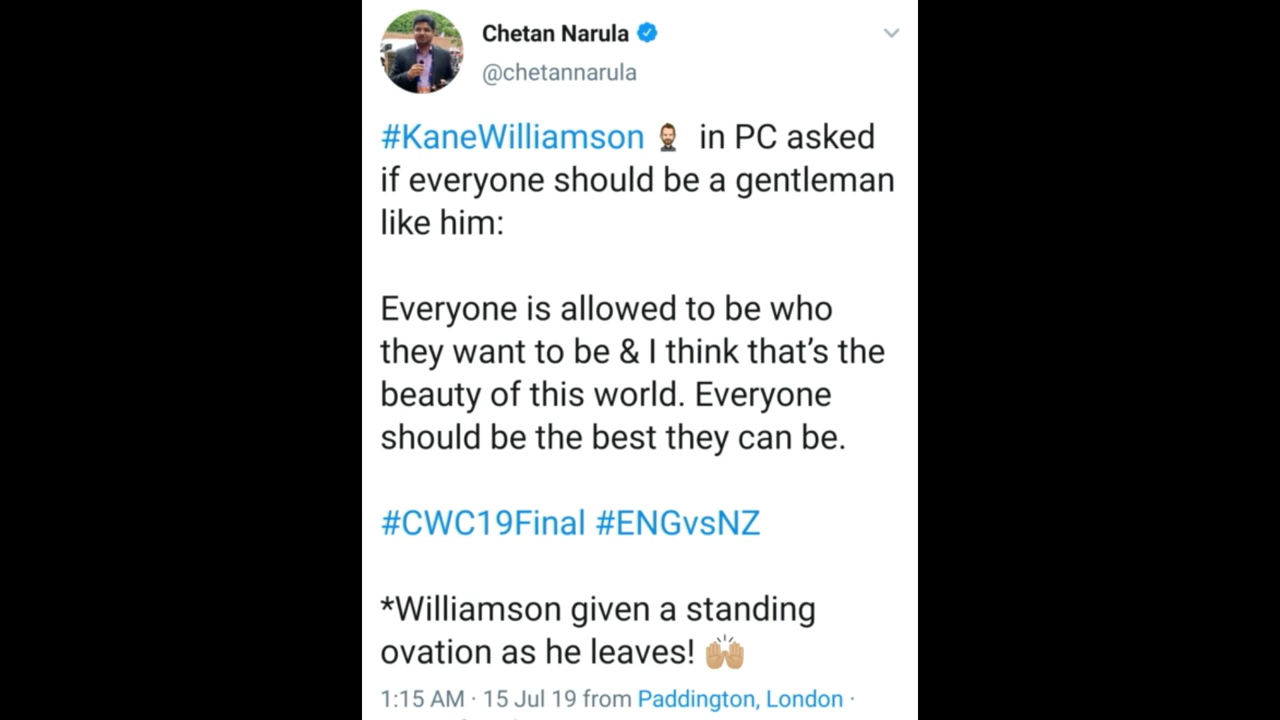 Chetan Narula
@chetannarula
#KaneWilliamson in PC asked
if everyone should be a gentleman
like him:
Everyone is allowed to be who
they want to be & I think that’s the
beauty of this world. Everyone
should be the best they can be.
#CWC19Final #ENGvsNZ
*Williamson given a standing
ovation as he leaves! 🙌🏼
1:15 AM · 15 Jul 19 from Paddington, London ·